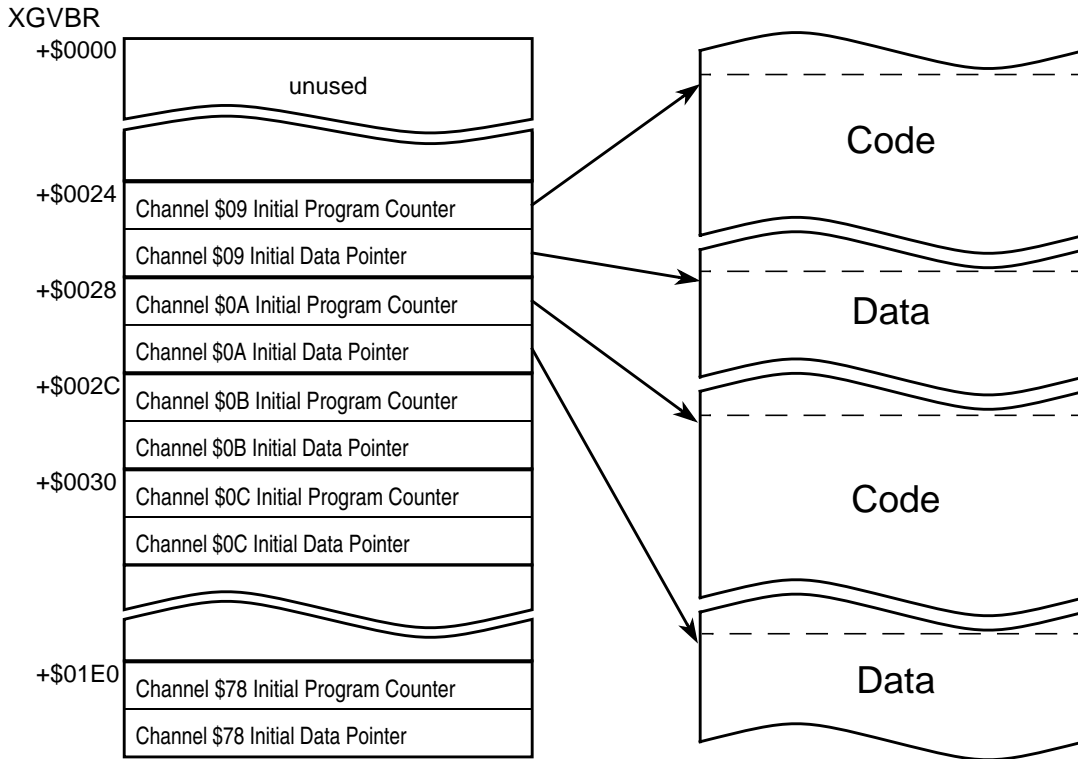 XGVBR
+$0000
unused
+$0024
Channel $09 Initial Program Counter
Channel $09 Initial Data Pointer
+$0028
Channel $0A Initial Program Counter
Channel $0A Initial Data Pointer
+$002C
Channel $0B Initial Program Counter
Channel $0B Initial Data Pointer
+$0030
Channel $0C Initial Program Counter
Channel $0C Initial Data Pointer
+$01E0
Channel $78 Initial Program Counter
Channel $78 Initial Data Pointer
Code
Data
Code
Data